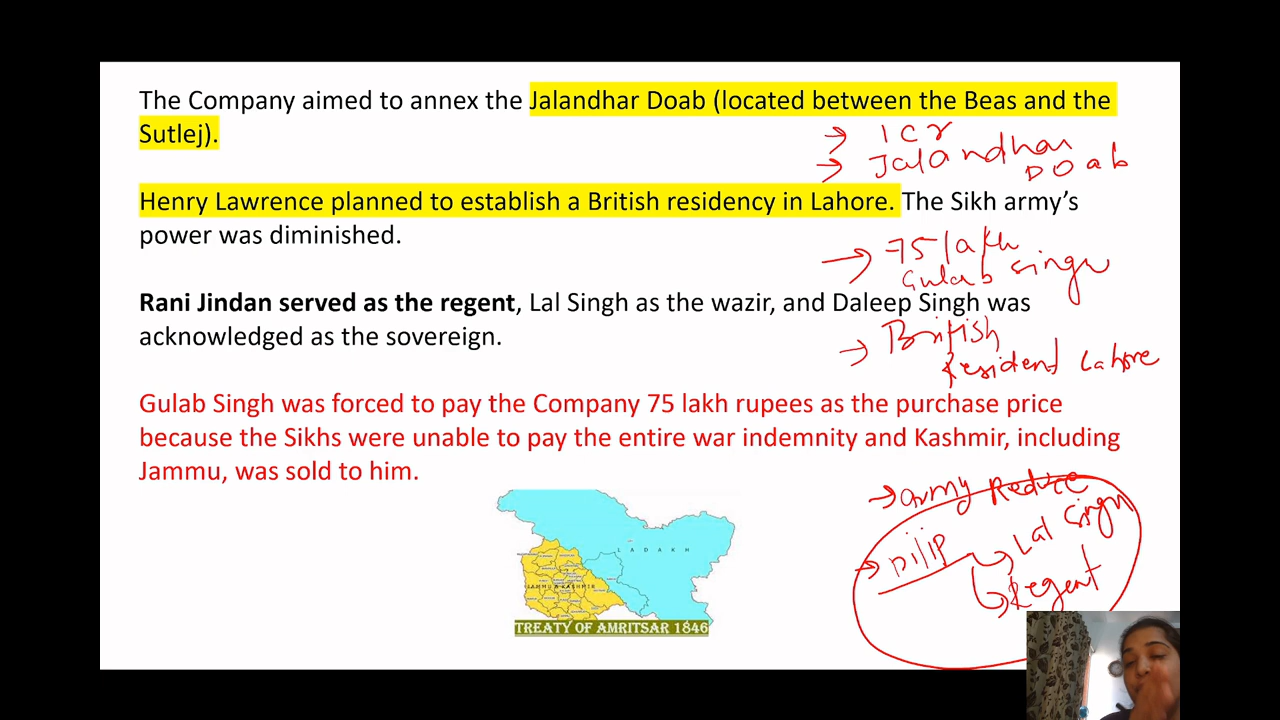 The Company aimed to annex the Jalandhar Doab (located between the Beas and the
Sutlej).
→ 1 Cr
→ Jalandhar
Doab
Henry Lawrence planned to establish a British residency in Lahore. The Sikh army's
power was diminished.
→ 75 lakh
Gulab Singh
Rani Jindan served as the regent, Lal Singh as the wazir, and Daleep Singh was
acknowledged as the sovereign.
→ British
Resident Lahore
Gulab Singh was forced to pay the Company 75 lakh rupees as the purchase price
because the Sikhs were unable to pay the entire war indemnity and Kashmir, including
Jammu, was sold to him.
→ army Reduce
→ Dilip → Lal Singh
→ Regent
LADAKH
JAMMU & KASHMIR
TREATY OF AMRITSAR 1846